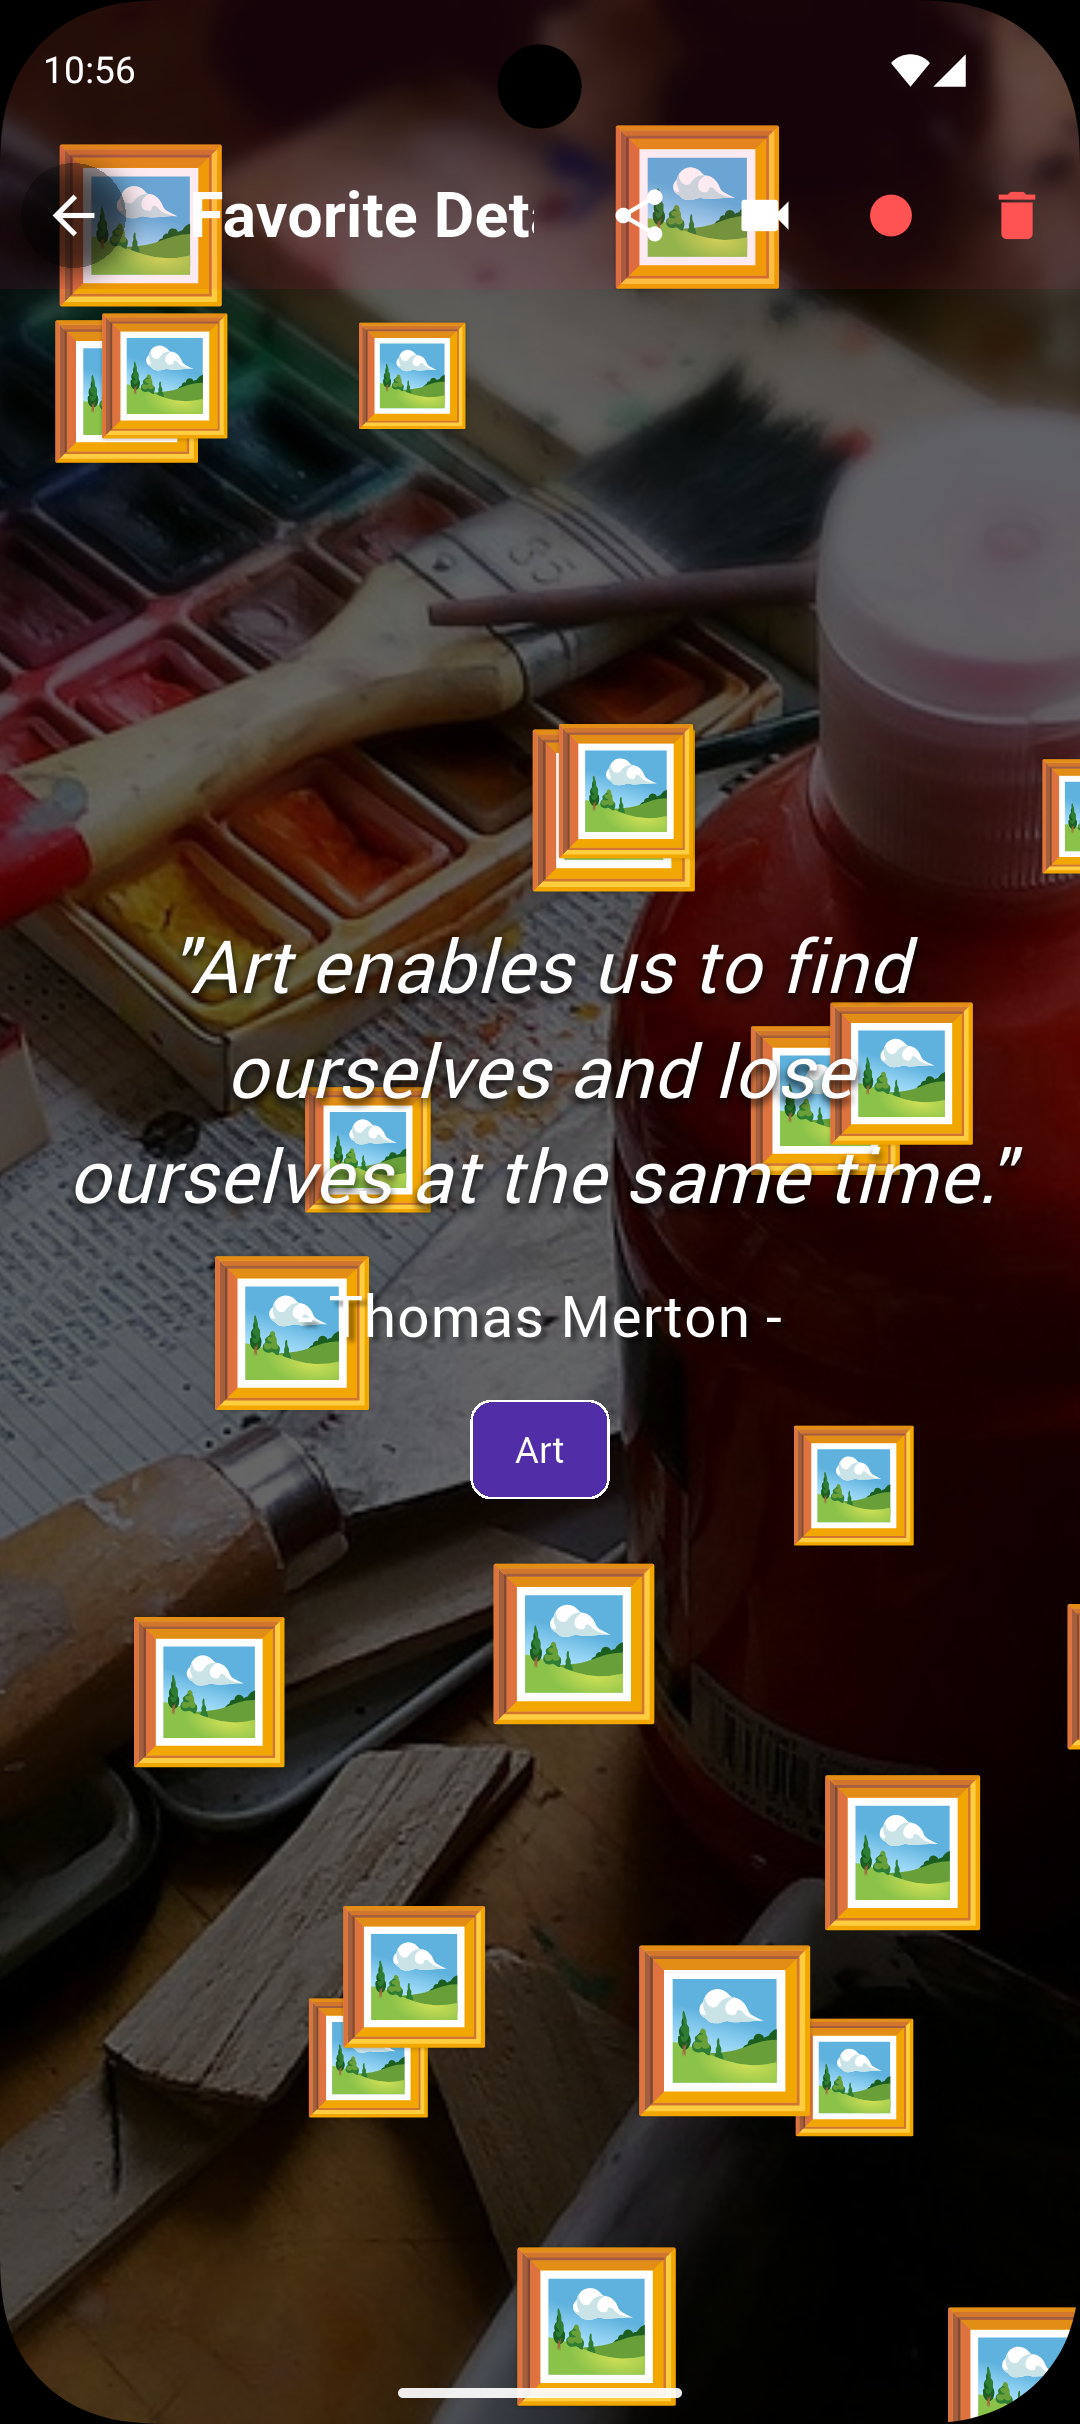 10:56
Favorite Deta
"Art enables us to find
ourselves and lose
ourselves at the same time."
- Thomas Merton -
Art